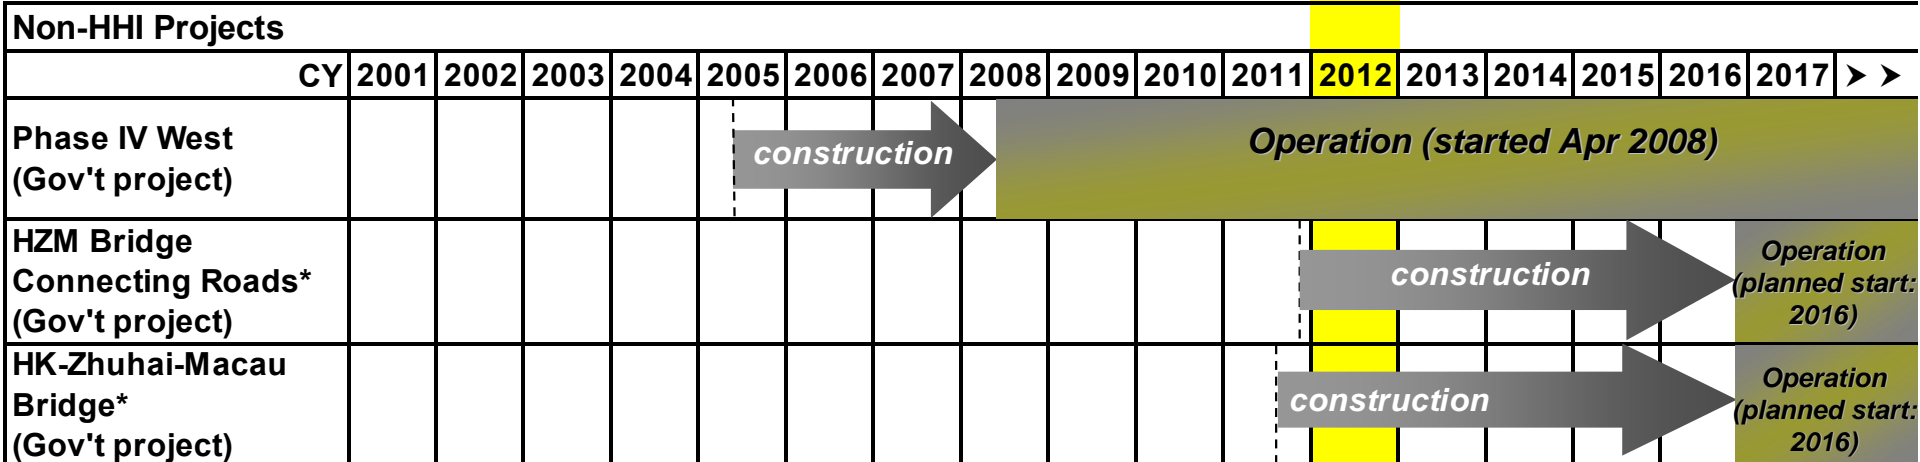 Non-HHI Projects
CY 2001 2002 2003 2004 2005 2006 2007 2008 2009 2010 2011 2012 2013 2014 2015 2016 2017 ➤ ➤
Phase IV West
(Gov't project)
construction
Operation (started Apr 2008)
HZM Bridge
Connecting Roads*
(Gov't project)
construction
Operation
(planned start:
2016)
HK-Zhuhai-Macau
Bridge*
(Gov't project)
construction
Operation
(planned start:
2016)